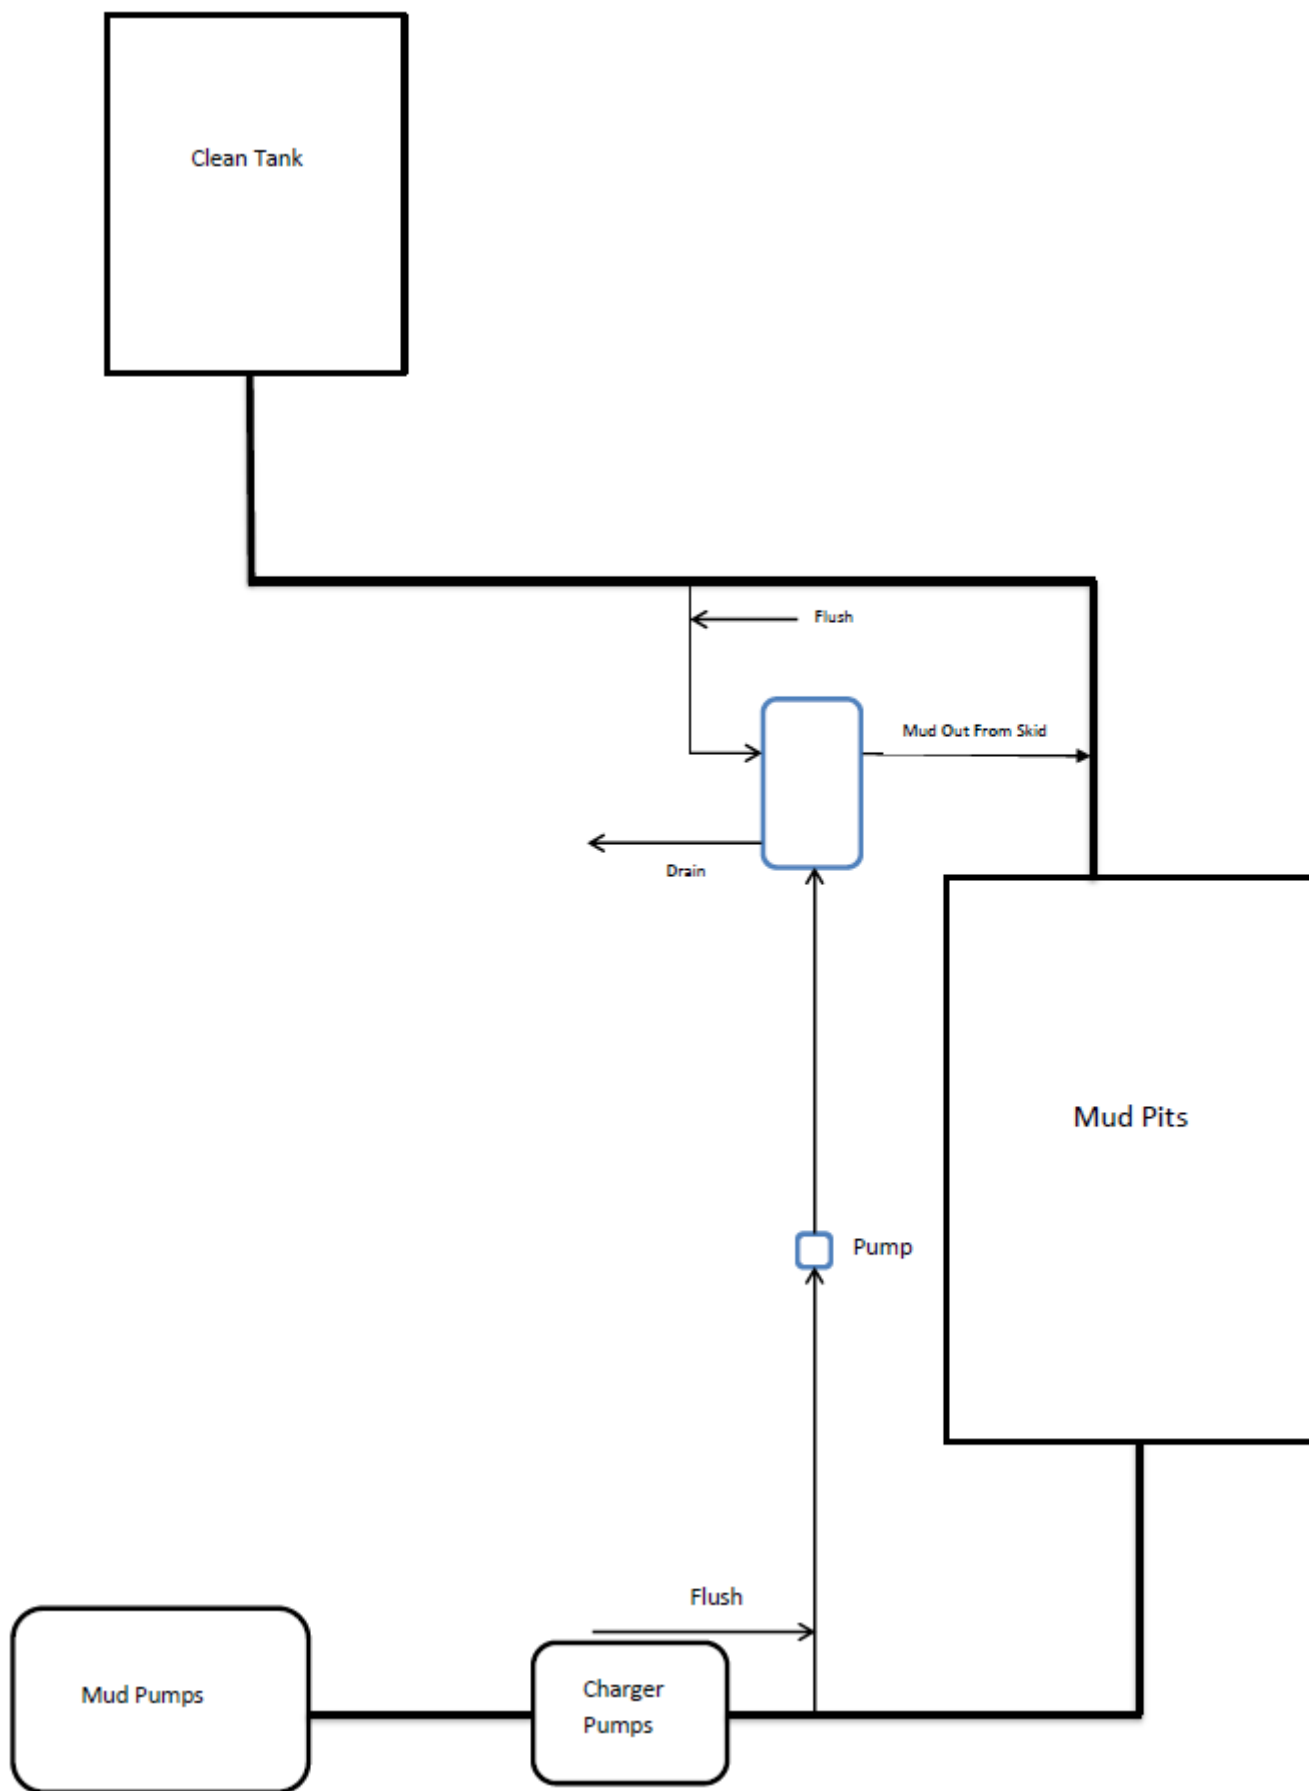 Clean Tank
Flush
Mud Out From Skid
Drain
Mud Pits
Pump
Flush
Mud Pumps
Charger
Pumps